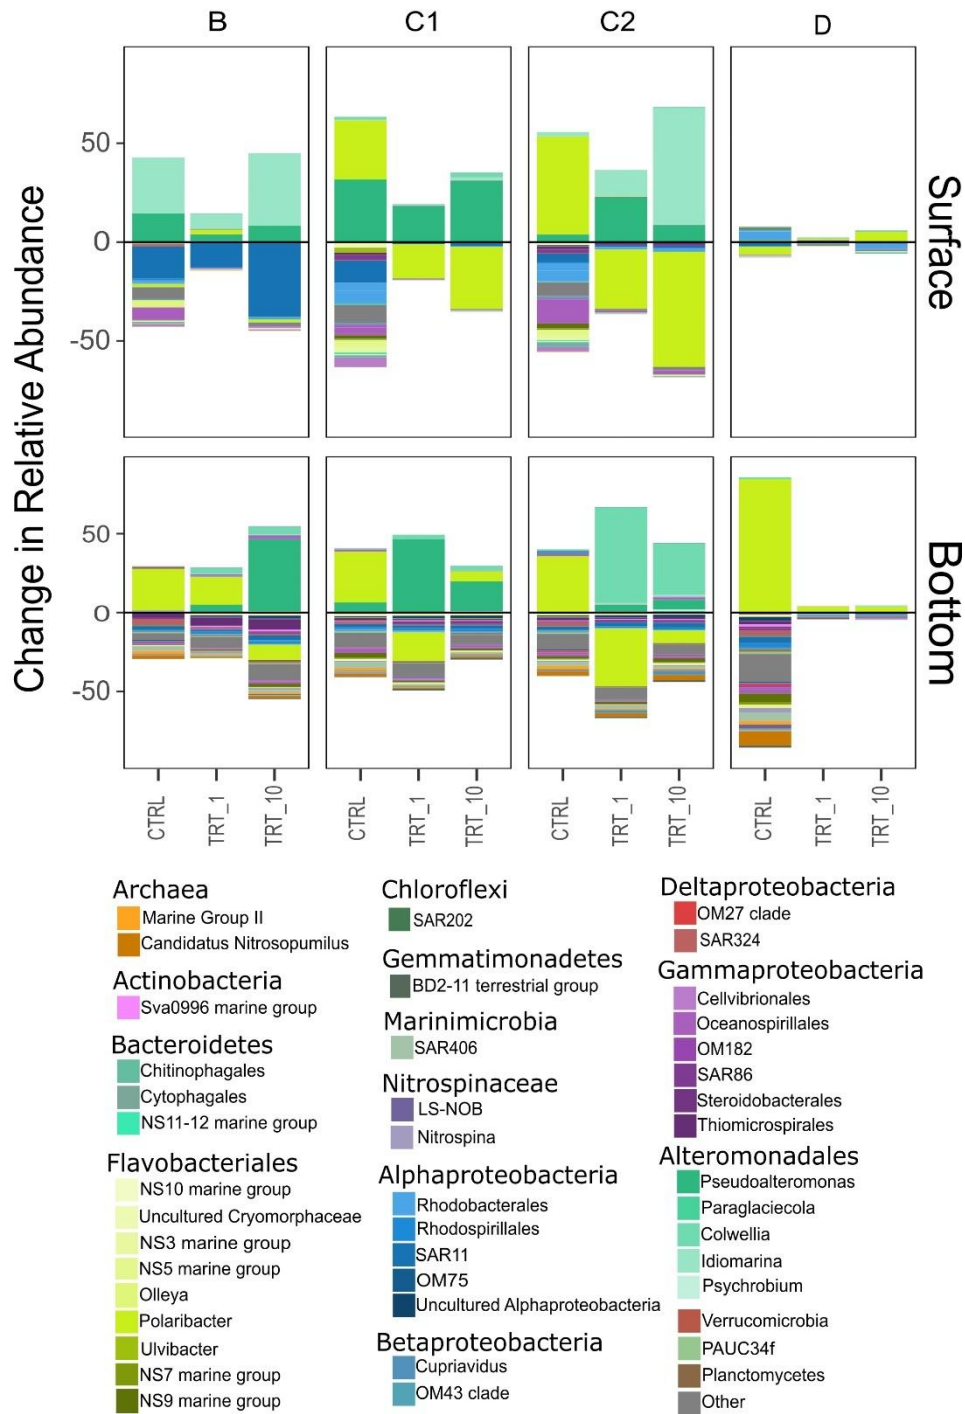 B C1 C2 D
Change in Relative Abundance
50
0
-50
Surface
50
0
-50
Bottom
CTRL TRT_1 TRT_10 CTRL TRT_1 TRT_10 CTRL TRT_1 TRT_10 CTRL TRT_1 TRT_10
Archaea
Marine Group II
Candidatus Nitrosopumilus
Actinobacteria
Sva0996 marine group
Bacteroidetes
Chitinophagales
Cytophagales
NS11-12 marine group
Flavobacteriales
NS10 marine group
Uncultured Cryomorphaceae
NS3 marine group
NS5 marine group
Olleya
Polaribacter
Ulvibacter
NS7 marine group
NS9 marine group
Chloroflexi
SAR202
Gemmatimonadetes
BD2-11 terrestrial group
Marinimicrobia
SAR406
Nitrospinaceae
LS-NOB
Nitrospina
Alphaproteobacteria
Rhodobacterales
Rhodospirillales
SAR11
OM75
Uncultured Alphaproteobacteria
Betaproteobacteria
Cupriavidus
OM43 clade
Deltaproteobacteria
OM27 clade
SAR324
Gammaproteobacteria
Cellvibrionales
Oceanospirillales
OM182
SAR86
Steroidobacterales
Thiomicrospirales
Alteromonadales
Pseudoalteromonas
Paraglaciecola
Colwellia
Idiomarina
Psychrobium
Verrucomicrobia
PAUC34f
Planctomycetes
Other